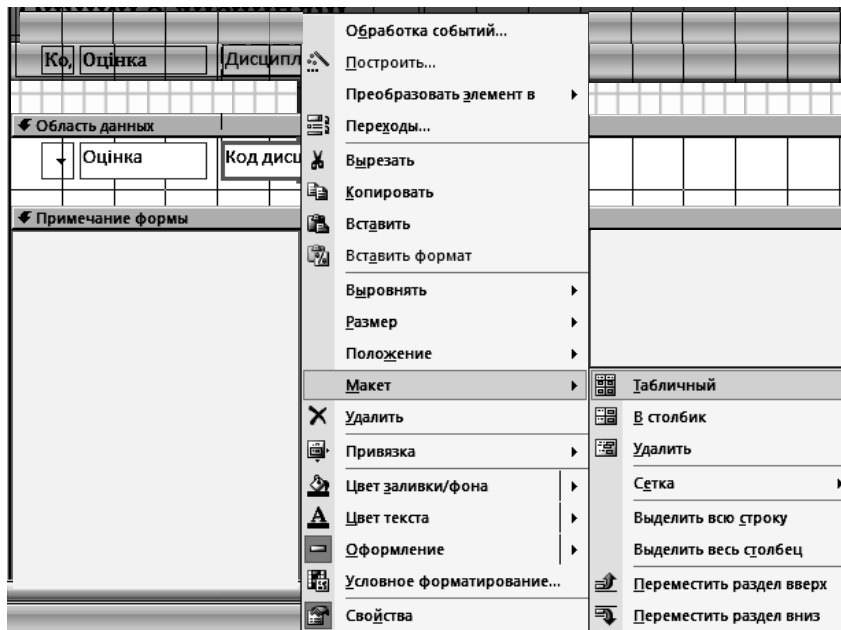 Ко, Оцінка Дисципл
Область данных
Оцінка Код дисц
Примечание формы
Обработка событий...
Построить...
Преобразовать элемент в
Переходы...
Вырезать
Копировать
Вставить
Вставить формат
Выровнять
Размер
Положение
Макет
Удалить
Привязка
Цвет заливки/фона
Цвет текста
Оформление
Условное форматирование...
Свойства
Табличный
В столбик
Удалить
Сетка
Выделить всю строку
Выделить весь столбец
Переместить раздел вверх
Переместить раздел вниз